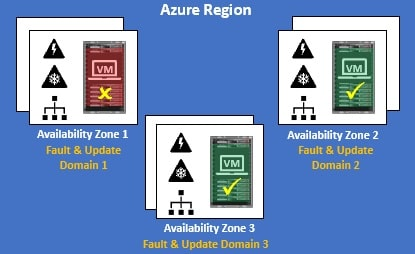 Azure Region
VM
Availability Zone 1
Fault & Update
Domain 1
VM
Availability Zone 2
Fault & Update
Domain 2
VM
Availability Zone 3
Fault & Update Domain 3